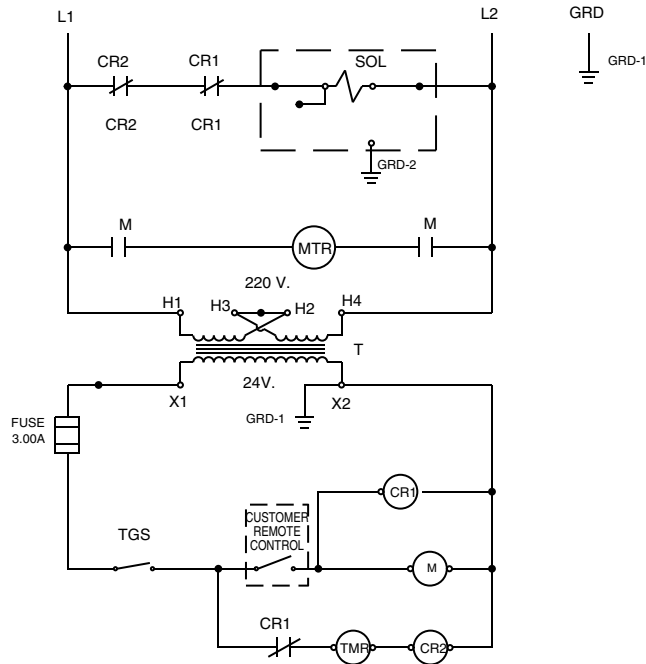 L1
L2
GRD
GRD-1
CR2
CR1
SOL
CR2
CR1
GRD-2
M
MTR
M
220 V.
H1
H3
H2
H4
T
24V.
X1
GRD-1
X2
FUSE
3.00A
CR1
CUSTOMER
REMOTE
CONTROL
TGS
M
CR1
TMR
CR2